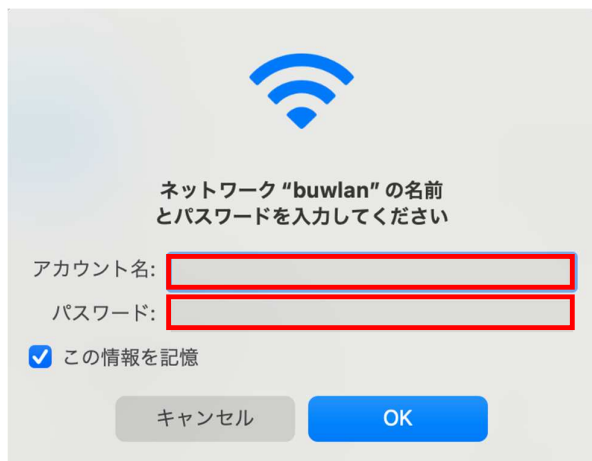 ネットワーク “buwlan” の名前
とパスワードを入力してください
アカウント名:
パスワード:
この情報を記憶
キャンセル OK